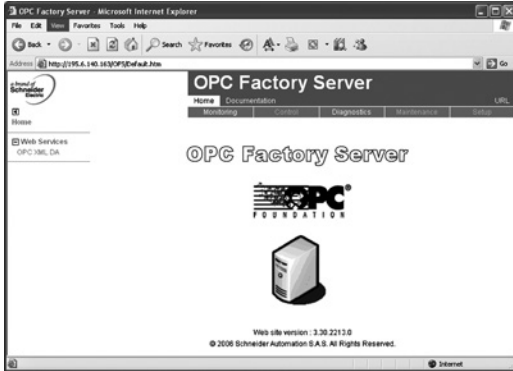 OPC Factory Server - Microsoft Internet Explorer
File Edit View Favorites Tools Help
Back Search Favorites
Address http://195.6.140.163/OFS/Default.htm Go
a brand of
Schneider
Electric
OPC Factory Server
Home Documentation URL
Monitoring Control Diagnostics Maintenance Setup
Home
Web Services
OPC XML DA
OPC Factory Server
OPC®
FOUNDATION
Web site version : 3.30.2213.0
© 2006 Schneider Automation S.A.S. All Rights Reserved.
Internet